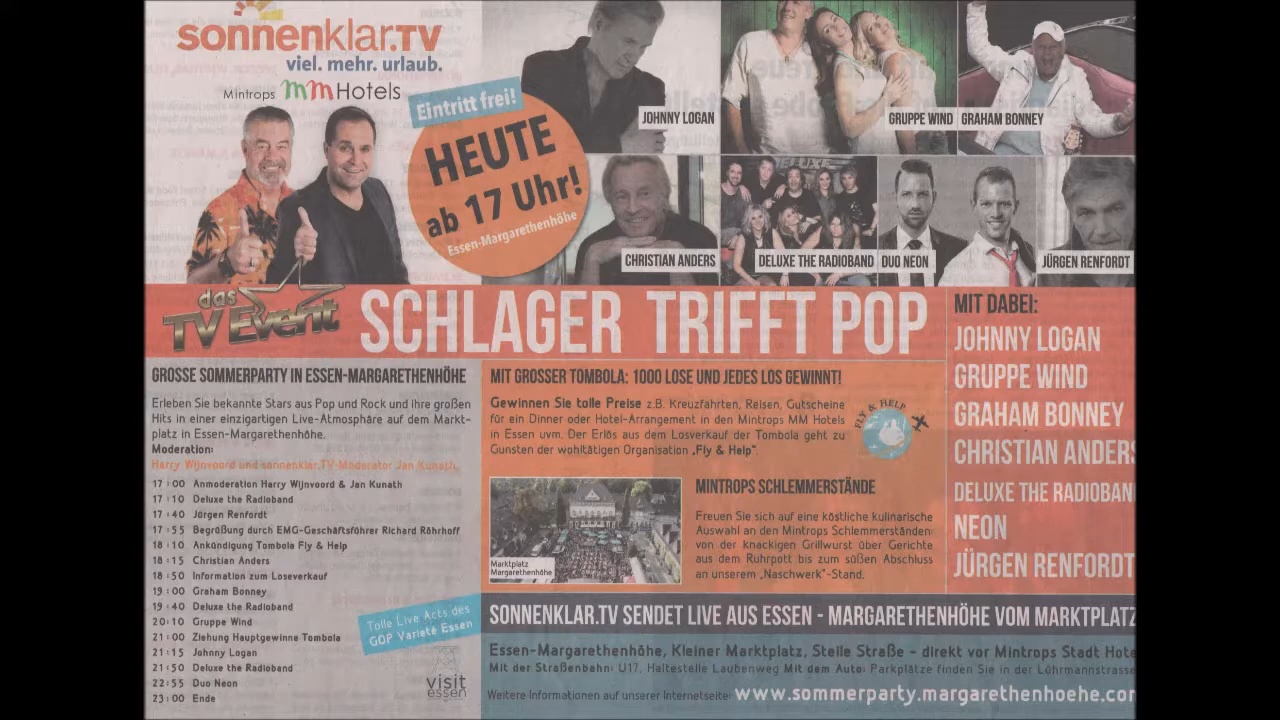 sonnenklar.TV
viel. mehr. urlaub.
Mintrops MM Hotels
Eintritt frei!
HEUTE
ab 17 Uhr!
Essen-Margarethenhöhe
JOHNNY LOGAN
GRUPPE WIND
GRAHAM BONNEY
CHRISTIAN ANDERS
DELUXE
DELUXE THE RADIOBAND
DUO NEON
JÜRGEN RENFORDT
das
TV Event
SCHLAGER TRIFFT POP
GROSSE SOMMERPARTY IN ESSEN-MARGARETHENHÖHE
Erleben Sie bekannte Stars aus Pop und Rock und ihre großen
Hits in einer einzigartigen Live-Atmosphäre auf dem Markt-
platz in Essen-Margarethenhöhe.
Moderation:
Harry Wijnvoord und sonnenklar.TV-Moderator Jan Kunath.
17:00 Anmoderation Harry Wijnvoord & Jan Kunath
17:10 Deluxe the Radioband
17:40 Jürgen Renfordt
17:55 Begrüßung durch EMG-Geschäftsführer Richard Röhrhoff
18:10 Ankündigung Tombola Fly & Help
18:15 Christian Anders
18:50 Information zum Loseverkauf
19:00 Graham Bonney
19:40 Deluxe the Radioband
20:10 Gruppe Wind
21:00 Ziehung Hauptgewinne Tombola
21:15 Johnny Logan
21:50 Deluxe the Radioband
22:55 Duo Neon
23:00 Ende
Tolle Live Acts des
GOP Varieté Essen
visit
essen
MIT GROSSER TOMBOLA: 1000 LOSE UND JEDES LOS GEWINNT!
Gewinnen Sie tolle Preise z.B. Kreuzfahrten, Reisen, Gutscheine
für ein Dinner oder Hotel-Arrangement in den Mintrops MM Hotels
in Essen uvm. Der Erlös aus dem Losverkauf der Tombola geht zu
Gunsten der wohltätigen Organisation „Fly & Help“.
FLY & HELP
Marktplatz
Margarethenhöhe
MINTROPS SCHLEMMERSTÄNDE
Freuen Sie sich auf eine köstliche kulinarische
Auswahl an den Mintrops Schlemmerständen:
von der knackigen Grillwurst über Gerichte
aus dem Ruhrpott bis zum süßen Abschluss
an unserem „Naschwerk“-Stand.
MIT DABEI:
JOHNNY LOGAN
GRUPPE WIND
GRAHAM BONNEY
CHRISTIAN ANDERS
DELUXE THE RADIOBAN
NEON
JÜRGEN RENFORDT
SONNENKLAR.TV SENDET LIVE AUS ESSEN - MARGARETHENHÖHE VOM MARKTPLATZ
Essen-Margarethenhöhe, Kleiner Marktplatz, Steile Straße - direkt vor Mintrops Stadt Hote
Mit der Straßenbahn: U17, Haltestelle Laubenweg Mit dem Auto: Parkplätze finden Sie in der Lührmannstrasse
Weitere Informationen auf unserer Internetseite: www.sommerparty.margarethenhoehe.com